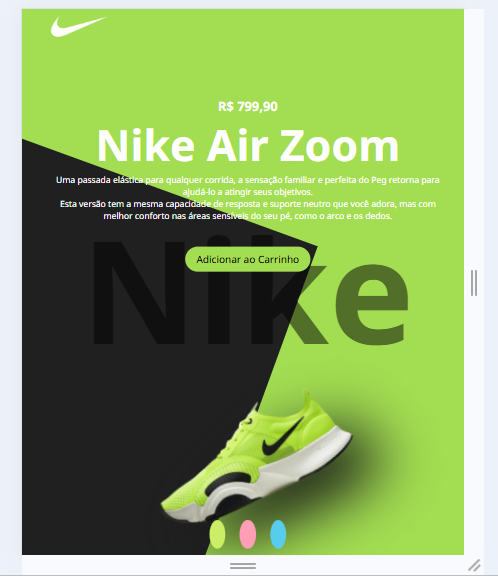 R$ 799,90
Nike Air Zoom
Uma passada elástica para qualquer corrida, a sensação familiar e perfeita do Peg retorna para
ajudá-lo a atingir seus objetivos.
Esta versão tem a mesma capacidade de resposta e suporte neutro que você adora, mas com
melhor conforto nas áreas sensíveis do seu pé, como o arco e os dedos.
Adicionar ao Carrinho
Nike